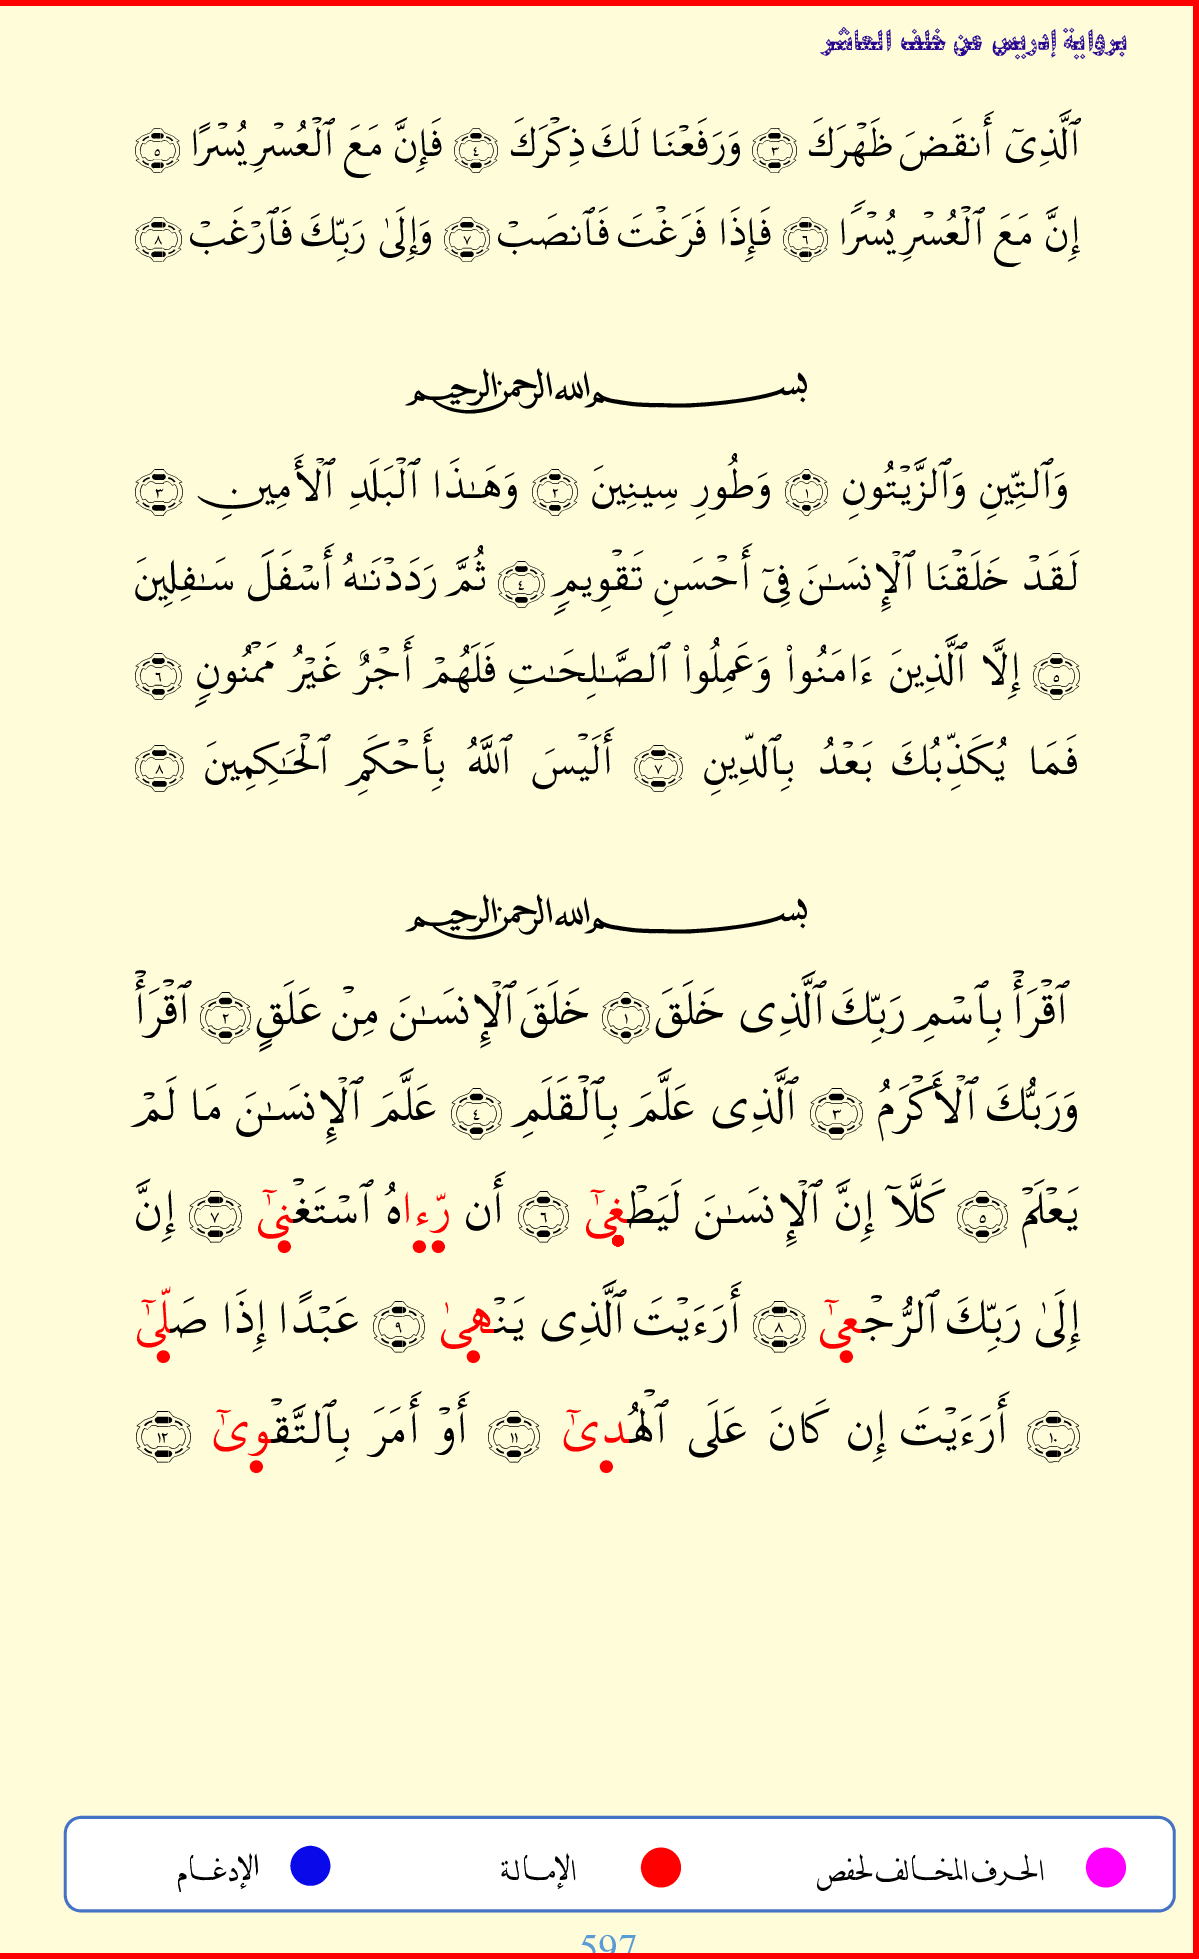 برواية إدريس عن خلف العاشر
ٱلَّذِىٓ أَنقَضَ ظَهْرَكَ ٣ وَرَفَعْنَا لَكَ ذِكْرَكَ ٤ فَإِنَّ مَعَ ٱلْعُسْرِ يُسْرًا ٥
إِنَّ مَعَ ٱلْعُسْرِ يُسْرًا ٦ فَإِذَا فَرَغْتَ فَٱنصَبْ ٧ وَإِلَىٰ رَبِّكَ فَٱرْغَب ٨
بسم الله الرحمن الرحيم
وَٱلتِّينِ وَٱلزَّيْتُونِ ١ وَطُورِ سِينِينَ ٢ وَهَـٰذَا ٱلْبَلَدِ ٱلْأَمِينِ ٣
لَقَدْ خَلَقْنَا ٱلْإِنسَـٰنَ فِىٓ أَحْسَنِ تَقْوِيمٍ ٤ ثُمَّ رَدَدْنَـٰهُ أَسْفَلَ سَـٰفِلِينَ
٥ إِلَّا ٱلَّذِينَ ءَامَنُوا۟ وَعَمِلُوا۟ ٱلصَّـٰلِحَـٰتِ فَلَهُمْ أَجْرٌ غَيْرُ مَمْنُونٍ ٦
فَمَا يُكَذِّبُكَ بَعْدُ بِٱلدِّينِ ٧ أَلَيْسَ ٱللَّهُ بِأَحْكَمِ ٱلْحَـٰكِمِينَ ٨
بسم الله الرحمن الرحيم
ٱقْرَأْ بِٱسْمِ رَبِّكَ ٱلَّذِى خَلَقَ ١ خَلَقَ ٱلْإِنسَـٰنَ مِنْ عَلَقٍ ٢ ٱقْرَأْ
وَرَبُّكَ ٱلْأَكْرَمُ ٣ ٱلَّذِى عَلَّمَ بِٱلْقَلَمِ ٤ عَلَّمَ ٱلْإِنسَـٰنَ مَا لَمْ
يَعْلَمْ ٥ كَلَّآ إِنَّ ٱلْإِنسَـٰنَ لَيَطْغِىٰٓ ٦ أَن رِّءاهُ ٱسْتَغْنِىٰٓ ٧ إِنَّ
إِلَىٰ رَبِّكَ ٱلرُّجْعِىٰٓ ٨ أَرَءَيْتَ ٱلَّذِى يَنْهِىٰ ٩ عَبْدًا إِذَا صَلِّىٰٓ
١٠ أَرَءَيْتَ إِن كَانَ عَلَى ٱلْهُدِىٰٓ ١١ أَوْ أَمَرَ بِٱلتَّقْوِىٰٓ ١٢
الحرف المخالف لحفص الإمالة الإدغام
597